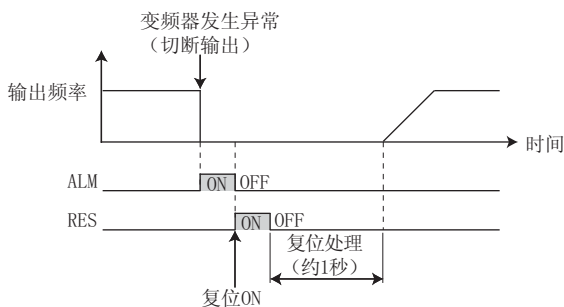 变频器发生异常
（切断输出）
输出频率
时间
ALM
ON OFF
RES
ON OFF
复位处理
（约1秒）
复位ON